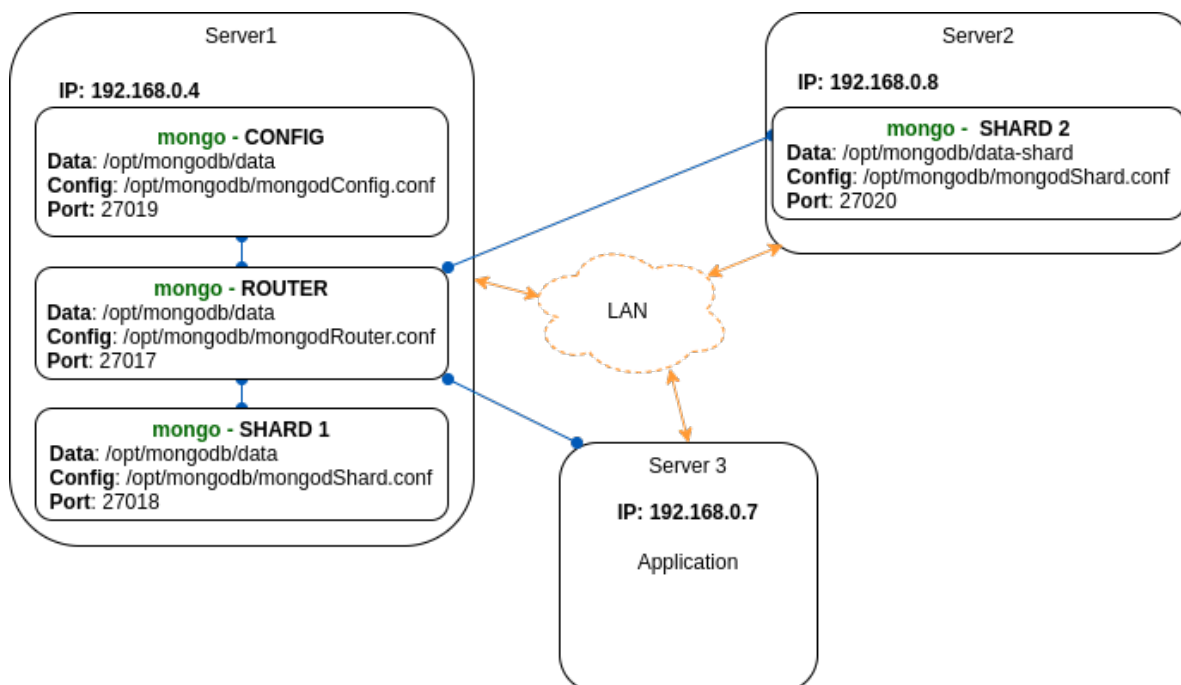 Server1
IP: 192.168.0.4
mongo - CONFIG
Data: /opt/mongodb/data
Config: /opt/mongodb/mongodConfig.conf
Port: 27019
mongo - ROUTER
Data: /opt/mongodb/data
Config: /opt/mongodb/mongodRouter.conf
Port: 27017
mongo - SHARD 1
Data: /opt/mongodb/data
Config: /opt/mongodb/mongodShard.conf
Port: 27018
Server2
IP: 192.168.0.8
mongo - SHARD 2
Data: /opt/mongodb/data-shard
Config: /opt/mongodb/mongodShard.conf
Port: 27020
LAN
Server 3
IP: 192.168.0.7
Application